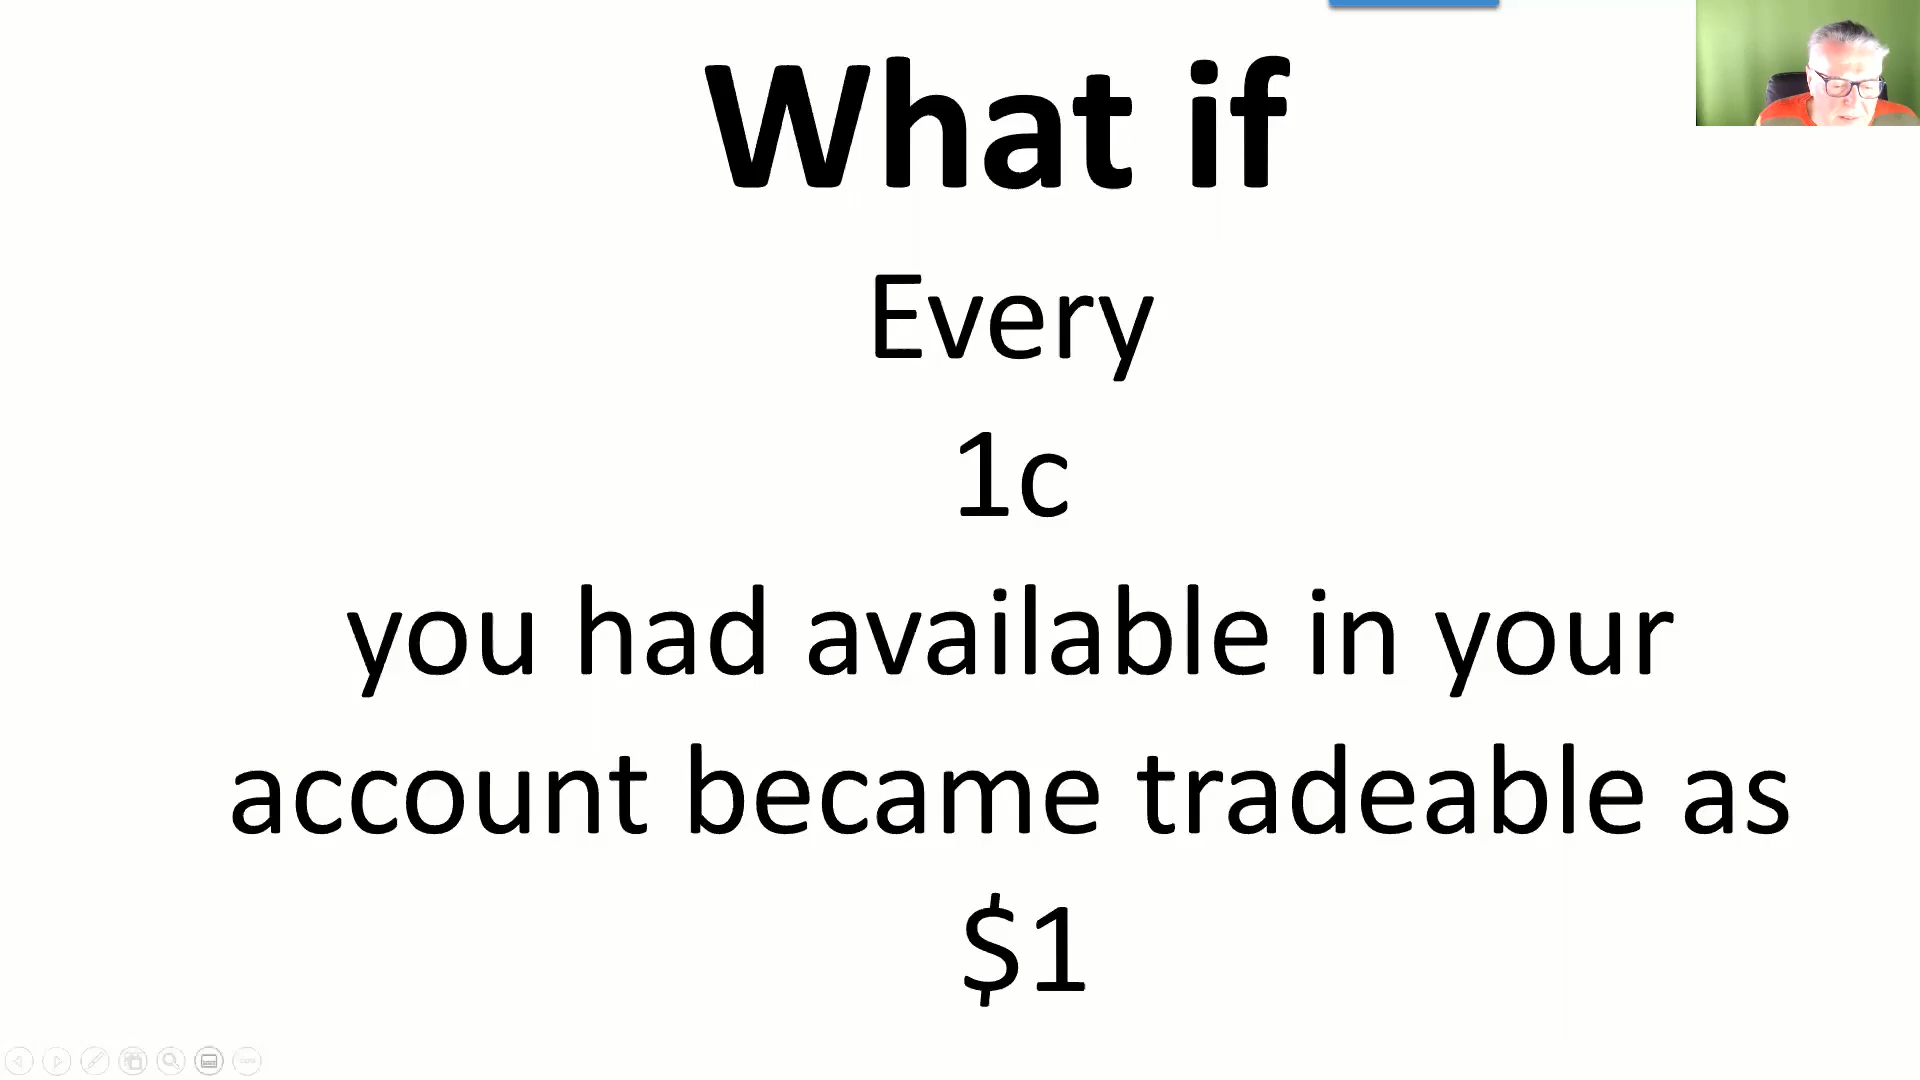 What if
Every
1c
you had available in your
account became tradeable as
$1